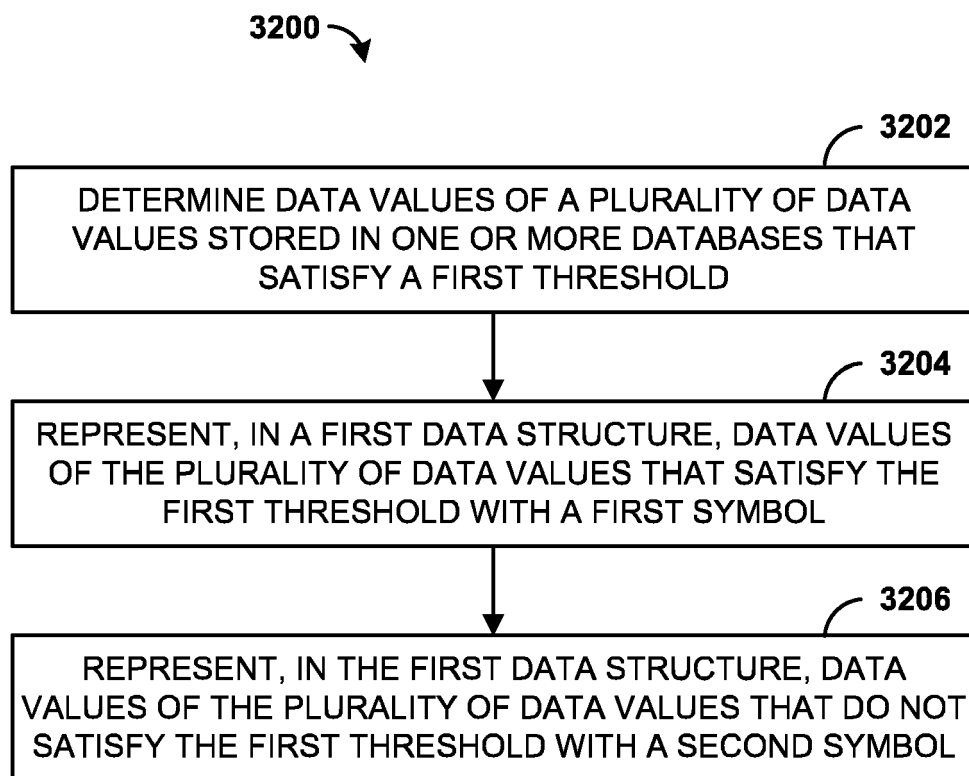 3200
3202
DETERMINE DATA VALUES OF A PLURALITY OF DATA
VALUES STORED IN ONE OR MORE DATABASES THAT
SATISFY A FIRST THRESHOLD
3204
REPRESENT, IN A FIRST DATA STRUCTURE, DATA VALUES
OF THE PLURALITY OF DATA VALUES THAT SATISFY THE
FIRST THRESHOLD WITH A FIRST SYMBOL
3206
REPRESENT, IN THE FIRST DATA STRUCTURE, DATA
VALUES OF THE PLURALITY OF DATA VALUES THAT DO NOT
SATISFY THE FIRST THRESHOLD WITH A SECOND SYMBOL